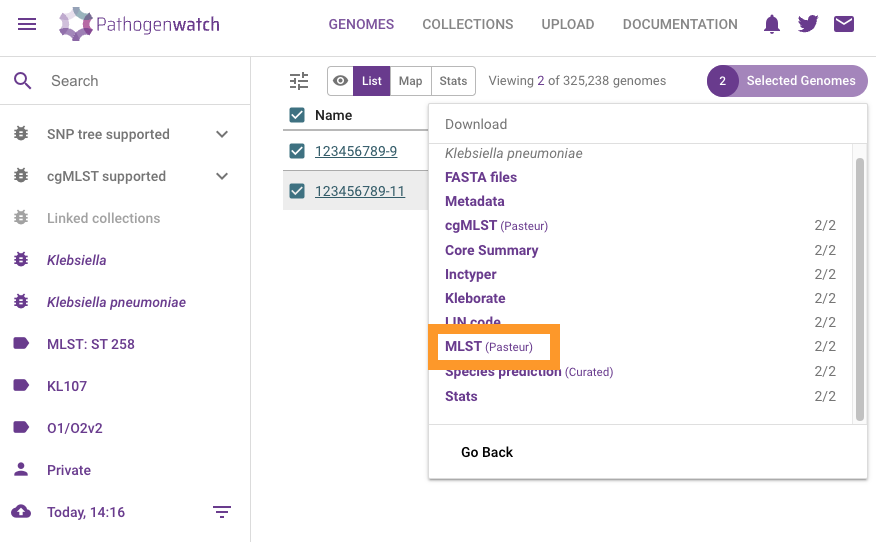 Pathogenwatch
GENOMES COLLECTIONS UPLOAD DOCUMENTATION
Search
List Map Stats Viewing 2 of 325,238 genomes
2 Selected Genomes
SNP tree supported
cgMLST supported
Linked collections
Klebsiella
Klebsiella pneumoniae
MLST: ST 258
KL107
O1/O2v2
Private
Today, 14:16
Name
123456789-9
123456789-11
Download
Klebsiella pneumoniae
FASTA files
Metadata
cgMLST (Pasteur) 2/2
Core Summary 2/2
Inctyper 2/2
Kleborate 2/2
LIN code 2/2
MLST (Pasteur) 2/2
Species prediction (Curated) 2/2
Stats 2/2
Go Back